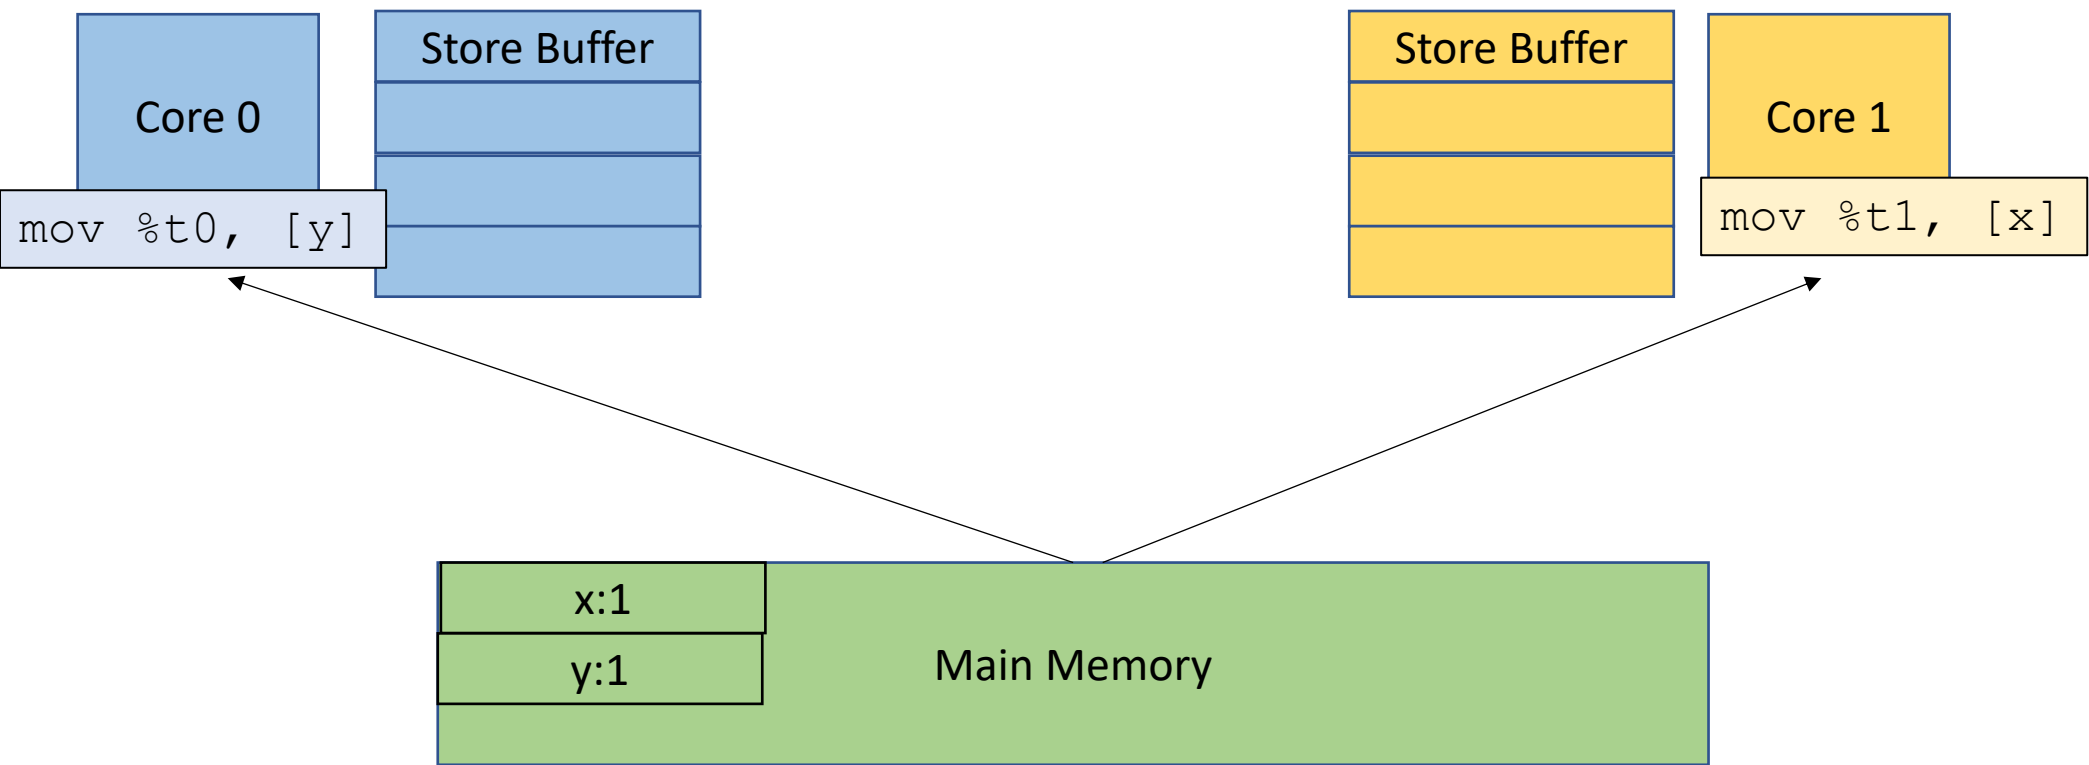 Store Buffer
Store Buffer
Core 0
Core 1
mov %t0, [y]
mov %t1, [x]
x:1
Main Memory
y:1